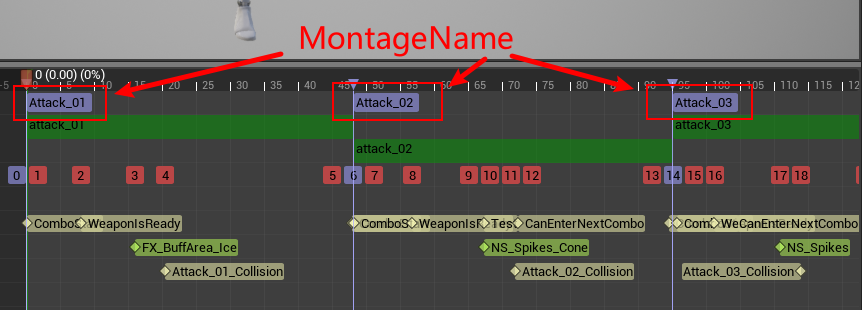 MontageName
0 (0.00) (0%)
-5 0 5 10 15 20 25 30 35 40 45 50 55 60 65 70 75 80 85 90 95 100 105 110 115 12
Attack_01 Attack_02 Attack_03
attack_01 attack_03
attack_02
0 1 2 3 4 5 6 7 8 9 10 11 12 13 14 15 16 17 18
ComboS WeaponIsReady ComboS WeaponIsF Tes CanEnterNextCombo Com WeCanEnterNextCombo
FX_BuffArea_Ice NS_Spikes_Cone NS_Spikes
Attack_01_Collision Attack_02_Collision Attack_03_Collision